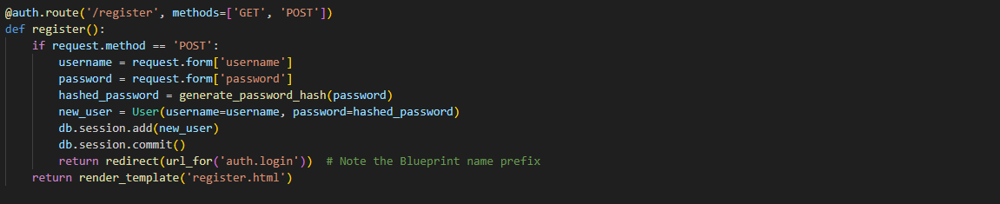 @auth.route('/register', methods=['GET', 'POST'])
def register():
    if request.method == 'POST':
        username = request.form['username']
        password = request.form['password']
        hashed_password = generate_password_hash(password)
        new_user = User(username=username, password=hashed_password)
        db.session.add(new_user)
        db.session.commit()
        return redirect(url_for('auth.login'))  # Note the Blueprint name prefix
    return render_template('register.html')